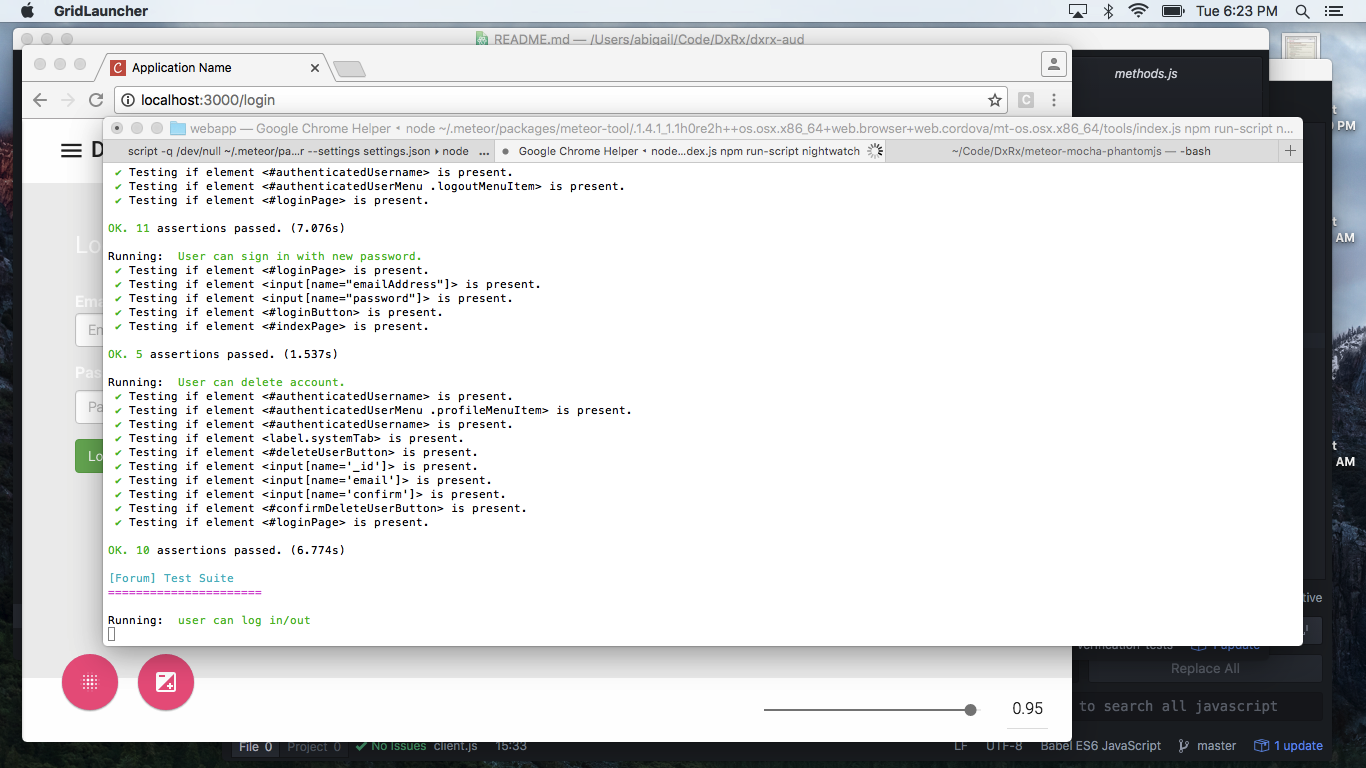 GridLauncher
Tue 6:23 PM
README.md — /Users/abigail/Code/DxRx/dxrx-aud
Application Name
methods.js
localhost:3000/login
webapp — Google Chrome Helper ◂ node ~/.meteor/packages/meteor-tool/.1.4.1_1.1h0re2h++os.osx.x86_64+web.browser+web.cordova/mt-os.osx.x86_64/tools/index.js npm run-script n...
script -q /dev/null ~/.meteor/pa...r --settings settings.json ▸ node ...
Google Chrome Helper ◂ node...dex.js npm run-script nightwatch
~/Code/DxRx/meteor-mocha-phantomjs — -bash
✔ Testing if element <#authenticatedUsername> is present.
✔ Testing if element <#authenticatedUserMenu .logoutMenuItem> is present.
✔ Testing if element <#loginPage> is present.
OK. 11 assertions passed. (7.076s)
Running: User can sign in with new password.
✔ Testing if element <#loginPage> is present.
✔ Testing if element <input[name="emailAddress"]> is present.
✔ Testing if element <input[name="password"]> is present.
✔ Testing if element <#loginButton> is present.
✔ Testing if element <#indexPage> is present.
OK. 5 assertions passed. (1.537s)
Running: User can delete account.
✔ Testing if element <#authenticatedUsername> is present.
✔ Testing if element <#authenticatedUserMenu .profileMenuItem> is present.
✔ Testing if element <#authenticatedUsername> is present.
✔ Testing if element <label.systemTab> is present.
✔ Testing if element <#deleteUserButton> is present.
✔ Testing if element <input[name='_id']> is present.
✔ Testing if element <input[name='email']> is present.
✔ Testing if element <input[name='confirm']> is present.
✔ Testing if element <#confirmDeleteUserButton> is present.
✔ Testing if element <#loginPage> is present.
OK. 10 assertions passed. (6.774s)
[Forum] Test Suite
======================
Running: user can log in/out
PM
AM
AM
D
Lo
Em
En
Pas
Pa
Lo
tive
1 update
Replace All
to search all javascript
0.95
File 0 Project 0 No Issues client.js 15:33
LF UTF-8 Babel ES6 JavaScript master 1 update